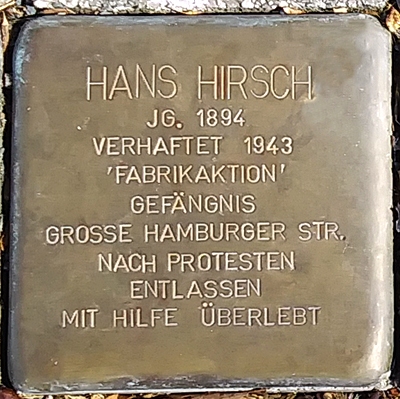 HANS HIRSCH
JG. 1894
VERHAFTET 1943
'FABRIKAKTION'
GEFÄNGNIS
GROSSE HAMBURGER STR.
NACH PROTESTEN
ENTLASSEN
MIT HILFE ÜBERLEBT